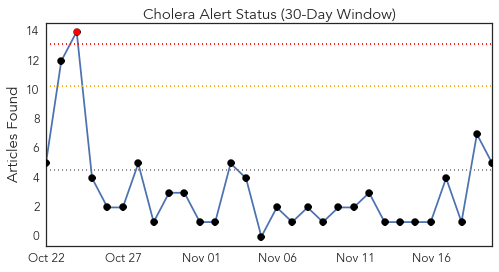 Cholera Alert Status (30-Day Window)
Articles Found
14
12
10
8
6
4
2
0
Oct 22
Oct 27
Nov 01
Nov 06
Nov 11
Nov 16